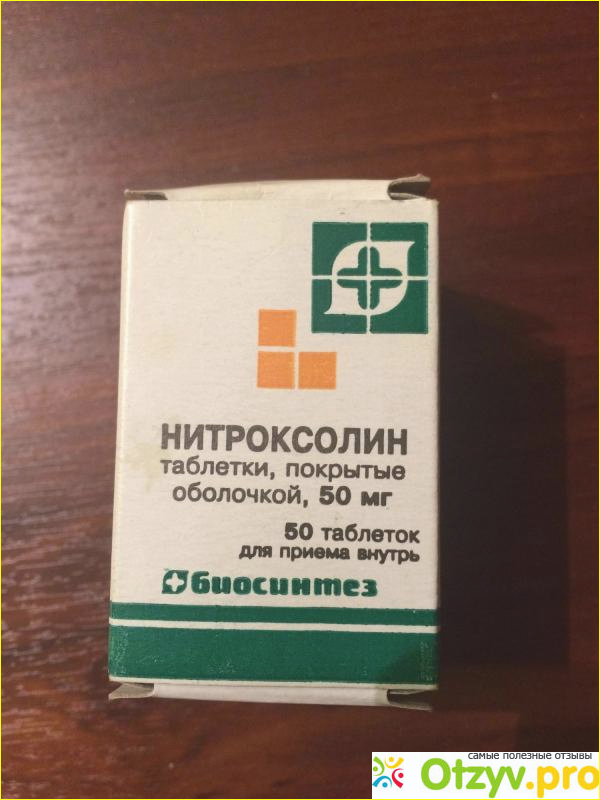 НИТРОКСОЛИН
таблетки, покрытые
оболочкой, 50 мг
50 таблеток
для приема внутрь
биосинтез
самые полезные отзывы
Otzyv.pro